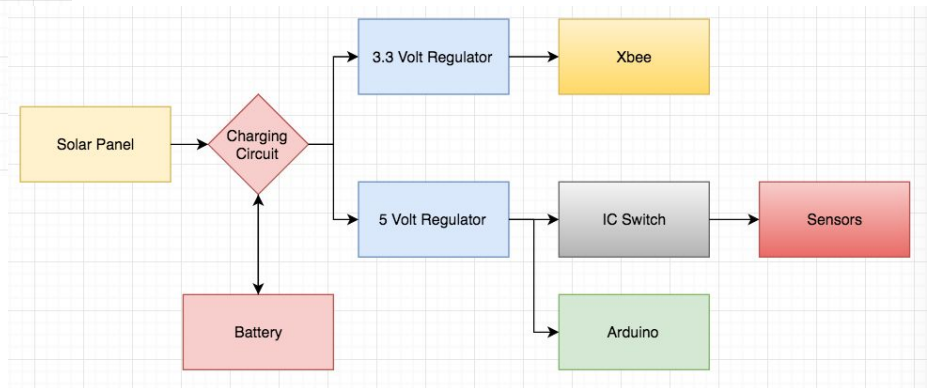 3.3 Volt Regulator
Xbee
Solar Panel
Charging
Circuit
5 Volt Regulator
IC Switch
Sensors
Battery
Arduino